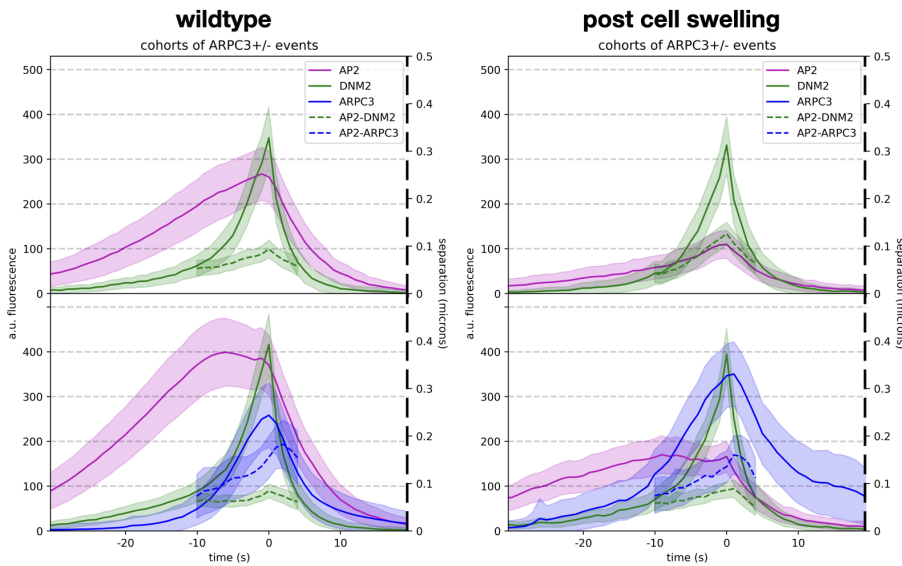 wildtype
post cell swelling
cohorts of ARPC3+/- events
cohorts of ARPC3+/- events
500
400
300
200
100
0
0.5
0.4
0.3
0.2
0.1
0.0
AP2
DNM2
ARPC3
AP2-DNM2
AP2-ARPC3
500
400
300
200
100
0
0.5
0.4
0.3
0.2
0.1
0.0
AP2
DNM2
ARPC3
AP2-DNM2
AP2-ARPC3
a.u. fluorescence
separation (microns)
a.u. fluorescence
separation (microns)
400
300
200
100
0
0.4
0.3
0.2
0.1
0.0
-20
-10
0
10
time (s)
400
300
200
100
0
0.4
0.3
0.2
0.1
0.0
-20
-10
0
10
time (s)